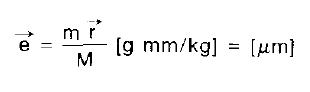 e⃗ = m r⃗ / M [g mm/kg] = [μm]